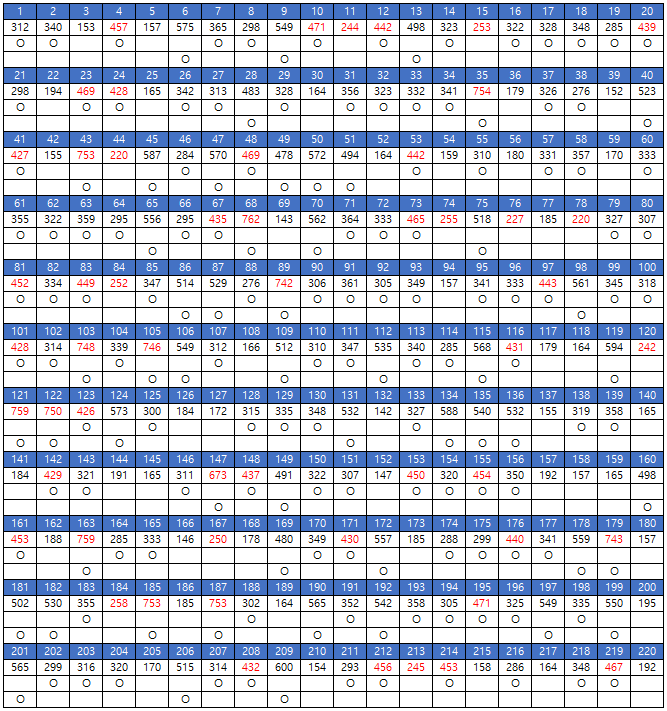 1 2 3 4 5 6 7 8 9 10 11 12 13 14 15 16 17 18 19 20
312 340 153 457 157 575 365 298 549 471 244 442 498 323 253 322 328 348 285 439
○ ○ ○ ○ ○ ○ ○ ○ ○ ○ ○ ○ ○
○ ○ ○
21 22 23 24 25 26 27 28 29 30 31 32 33 34 35 36 37 38 39 40
298 194 469 428 165 342 313 483 328 164 356 323 332 341 754 179 326 276 152 523
○ ○ ○ ○ ○ ○ ○ ○ ○ ○ ○ ○
○ ○ ○
41 42 43 44 45 46 47 48 49 50 51 52 53 54 55 56 57 58 59 60
427 155 753 220 587 284 570 469 478 572 494 164 442 159 310 180 331 357 170 333
○ ○ ○ ○ ○ ○ ○ ○
○ ○ ○ ○ ○ ○
61 62 63 64 65 66 67 68 69 70 71 72 73 74 75 76 77 78 79 80
355 322 359 295 556 295 435 762 143 562 364 333 465 255 518 227 185 220 327 307
○ ○ ○ ○ ○ ○ ○ ○ ○ ○ ○
○ ○ ○ ○
81 82 83 84 85 86 87 88 89 90 91 92 93 94 95 96 97 98 99 100
452 334 449 252 347 514 529 276 742 306 361 305 349 157 341 333 443 561 345 318
○ ○ ○ ○ ○ ○ ○ ○ ○ ○ ○ ○ ○ ○
○ ○ ○ ○
101 102 103 104 105 106 107 108 109 110 111 112 113 114 115 116 117 118 119 120
428 314 748 339 746 549 312 166 512 310 347 535 340 285 568 431 179 164 594 242
○ ○ ○ ○ ○ ○ ○ ○ ○
○ ○ ○ ○ ○ ○ ○
121 122 123 124 125 126 127 128 129 130 131 132 133 134 135 136 137 138 139 140
759 750 426 573 300 184 172 315 335 348 532 142 327 588 540 532 155 319 358 165
○ ○ ○ ○ ○ ○ ○ ○
○ ○ ○ ○ ○ ○ ○
141 142 143 144 145 146 147 148 149 150 151 152 153 154 155 156 157 158 159 160
184 429 321 191 165 311 673 437 491 322 307 147 450 320 454 350 192 157 165 498
○ ○ ○ ○ ○ ○ ○ ○ ○ ○
○ ○ ○
161 162 163 164 165 166 167 168 169 170 171 172 173 174 175 176 177 178 179 180
453 188 759 285 333 146 250 178 480 349 430 557 185 288 299 440 341 559 743 157
○ ○ ○ ○ ○ ○ ○ ○ ○
○ ○ ○ ○ ○
181 182 183 184 185 186 187 188 189 190 191 192 193 194 195 196 197 198 199 200
502 530 355 258 753 185 753 302 164 565 352 542 358 305 471 325 549 335 550 195
○ ○ ○ ○ ○ ○ ○ ○
○ ○ ○ ○ ○ ○ ○ ○
201 202 203 204 205 206 207 208 209 210 211 212 213 214 215 216 217 218 219 220
565 299 316 320 170 515 314 432 600 154 293 456 245 453 158 286 164 348 467 192
○ ○ ○ ○ ○ ○ ○ ○ ○ ○ ○
○ ○ ○